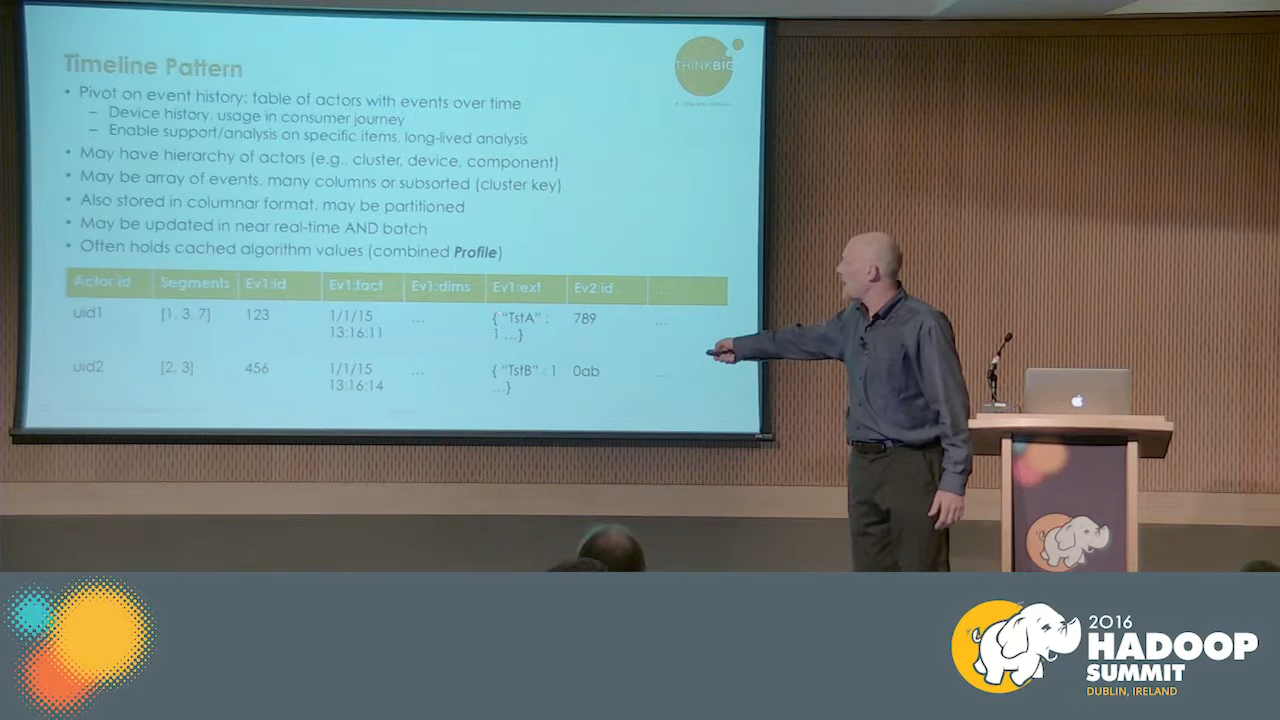 Timeline Pattern
THINKBIG
• Pivot on event history: table of actors with events over time
– Device history, usage in consumer journey
– Enable support/analysis on specific items, long-lived analysis
• May have hierarchy of actors (e.g., cluster, device, component)
• May be array of events, many columns or subsorted (cluster key)
• Also stored in columnar format, may be partitioned
• May be updated in near real-time AND batch
• Often holds cached algorithm values (combined Profile)
Actor id Segments Ev1:id Ev1:fact Ev1:dims Ev1:ext Ev2:id ...
uid1 [1, 3, 7] 123 1/1/15 ... { "TstA" : 789 ...
13:16:11 1 ...}
uid2 [2, 3] 456 1/1/15 ... { "TstB" : 1 0ab ...
13:16:14 ...}
2016
HADOOP
SUMMIT
DUBLIN, IRELAND